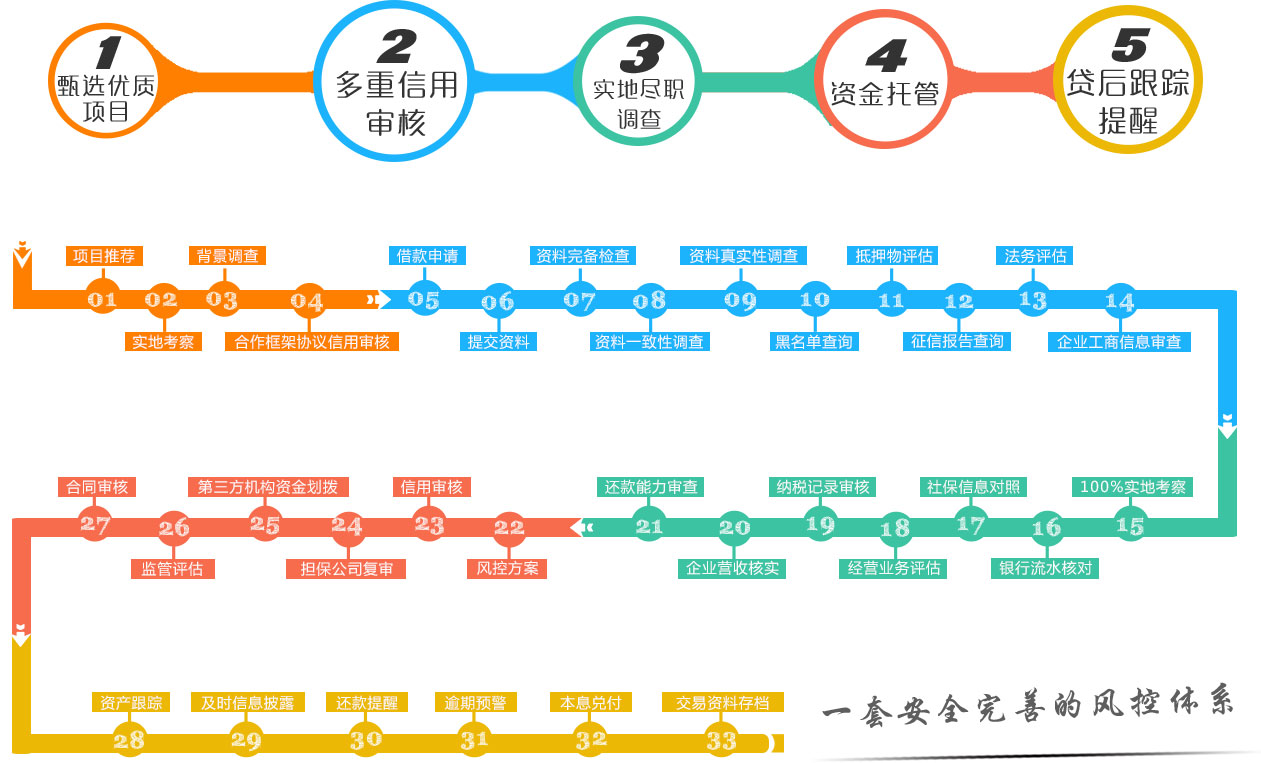 1
甄选优质
项目
2
多重信用
审核
3
实地尽职
调查
4
资金托管
5
贷后跟踪
提醒
项目推荐
01
02
实地考察
背景调查
03
04
合作框架协议信用审核
借款申请
05
06
提交资料
资料完备检查
07
08
资料一致性调查
资料真实性调查
09
10
黑名单查询
抵押物评估
11
12
征信报告查询
法务评估
13
14
企业工商信息审查
100%实地考察
15
16
银行流水核对
社保信息对照
17
18
经营业务评估
纳税记录审核
19
20
企业营收核实
还款能力审查
21
22
风控方案
信用审核
23
24
担保公司复审
第三方机构资金划拨
25
26
监管评估
合同审核
27
资产跟踪
28
及时信息披露
29
还款提醒
30
逾期预警
31
本息兑付
32
交易资料存档
33
一套安全完善的风控体系